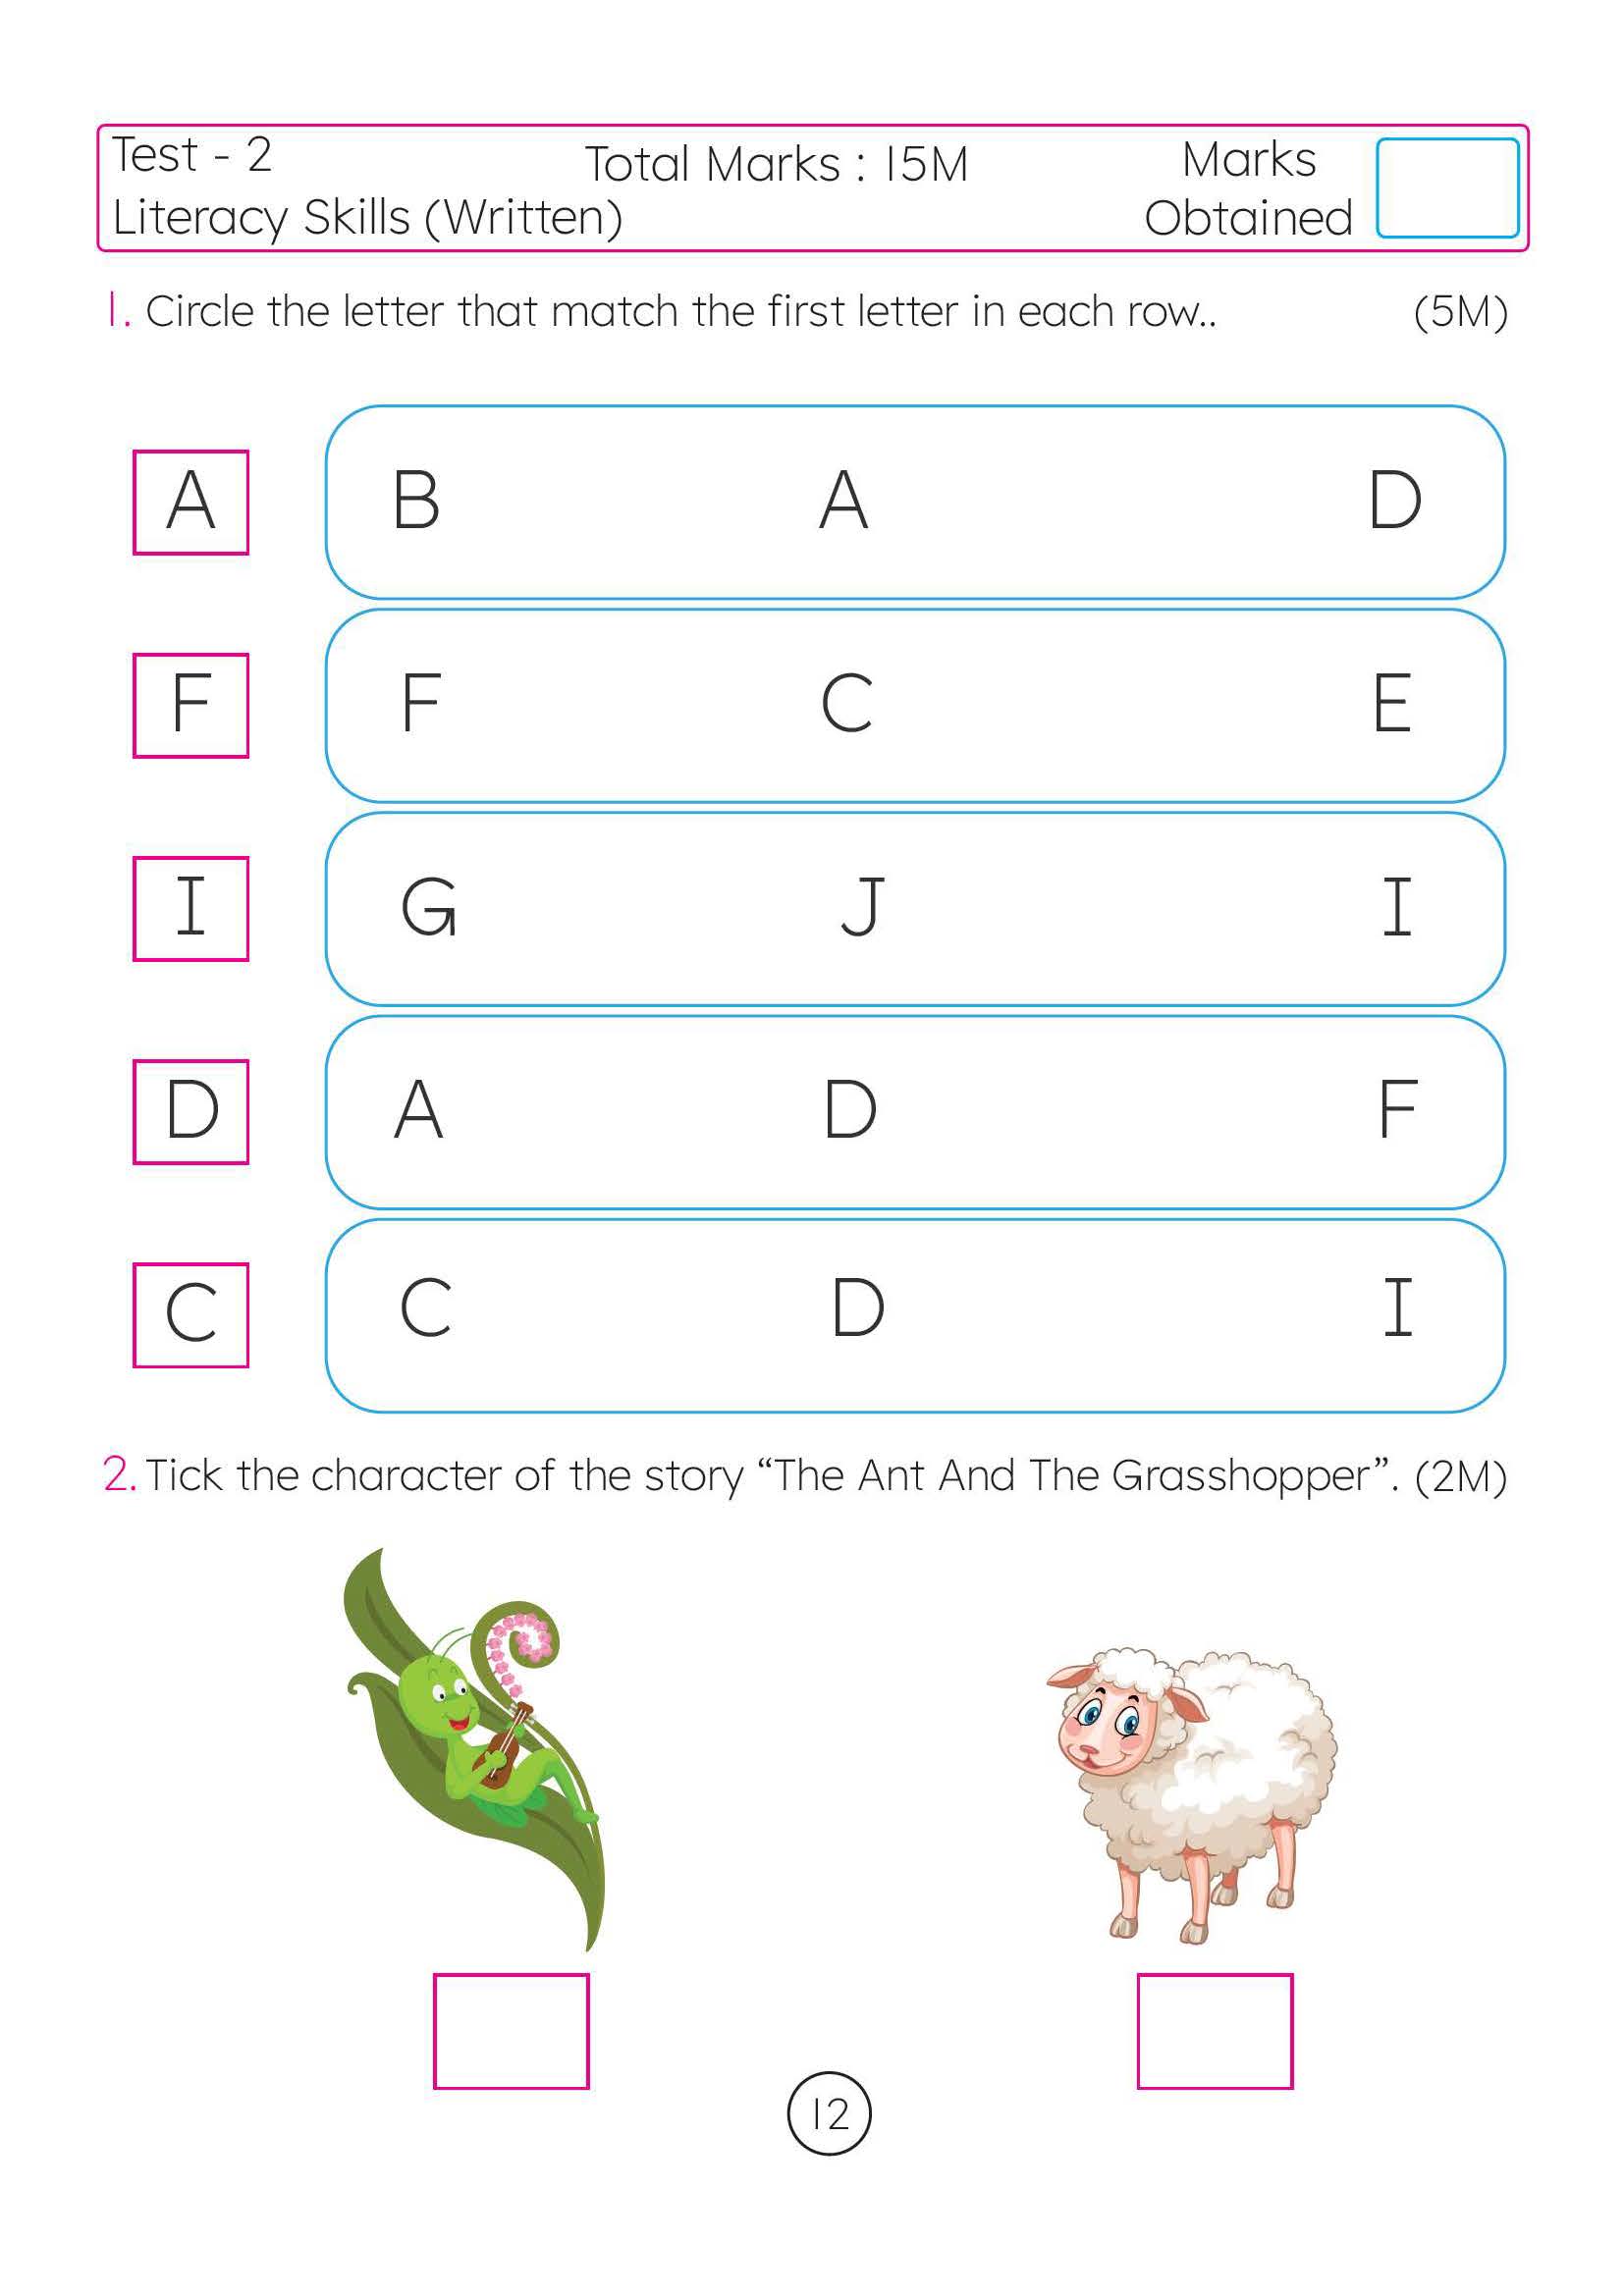 Test - 2
Total Marks : 15M
Marks
Obtained
Literacy Skills (Written)
1. Circle the letter that match the first letter in each row.. (5M)
A B A D
F F C E
I G J I
D A D F
C C D I
2. Tick the character of the story “The Ant And The Grasshopper”. (2M)
12